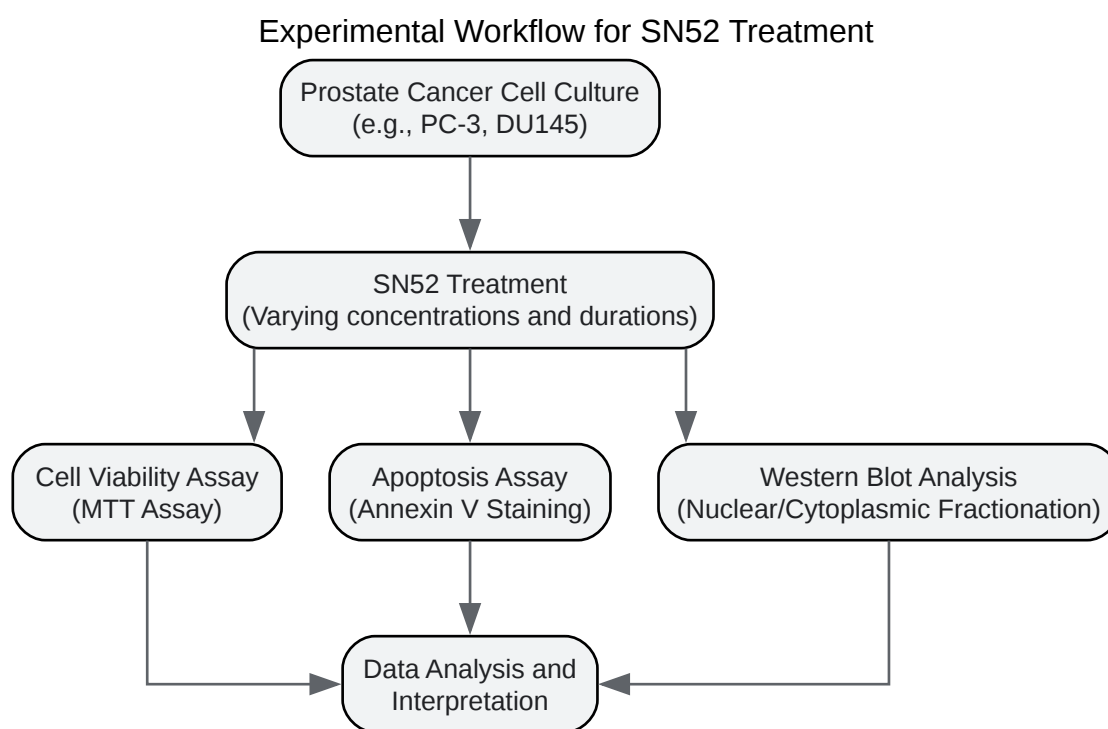 Experimental Workflow for SN52 Treatment
Prostate Cancer Cell Culture
(e.g., PC-3, DU145)
SN52 Treatment
(Varying concentrations and durations)
Cell Viability Assay
(MTT Assay)
Apoptosis Assay
(Annexin V Staining)
Western Blot Analysis
(Nuclear/Cytoplasmic Fractionation)
Data Analysis and
Interpretation